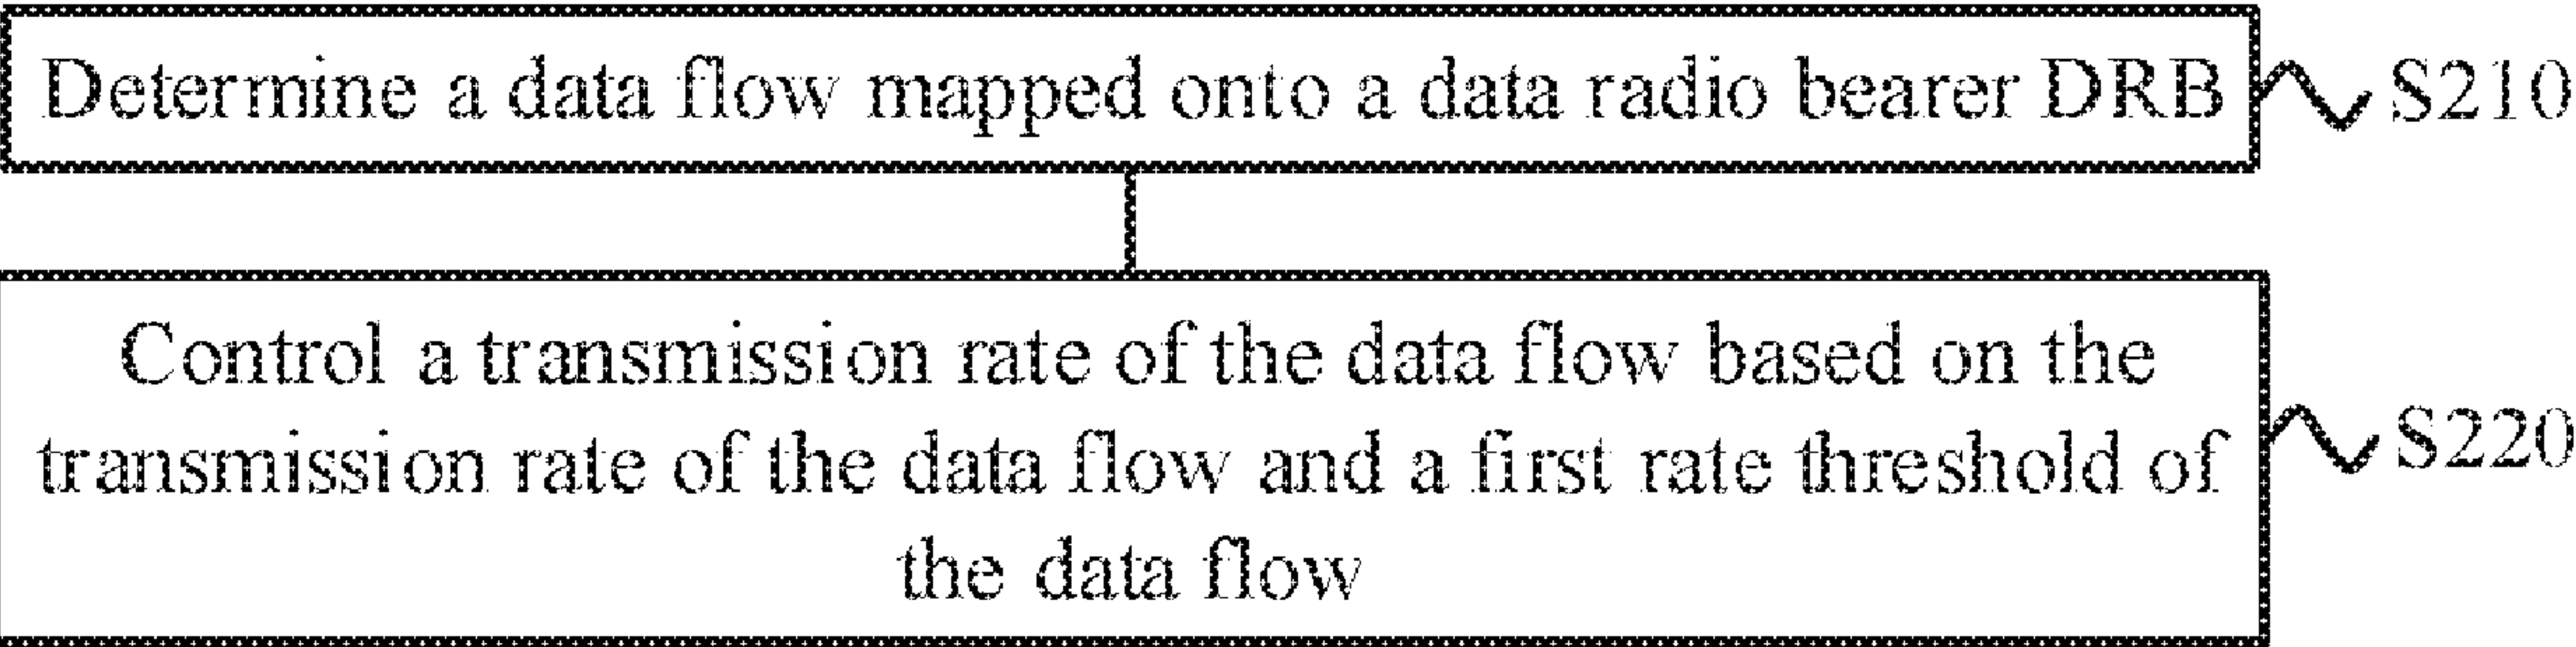 Determine a data flow mapped onto a data radio bearer DRB
S210
Control a transmission rate of the data flow based on the
transmission rate of the data flow and a first rate threshold of
the data flow
S220